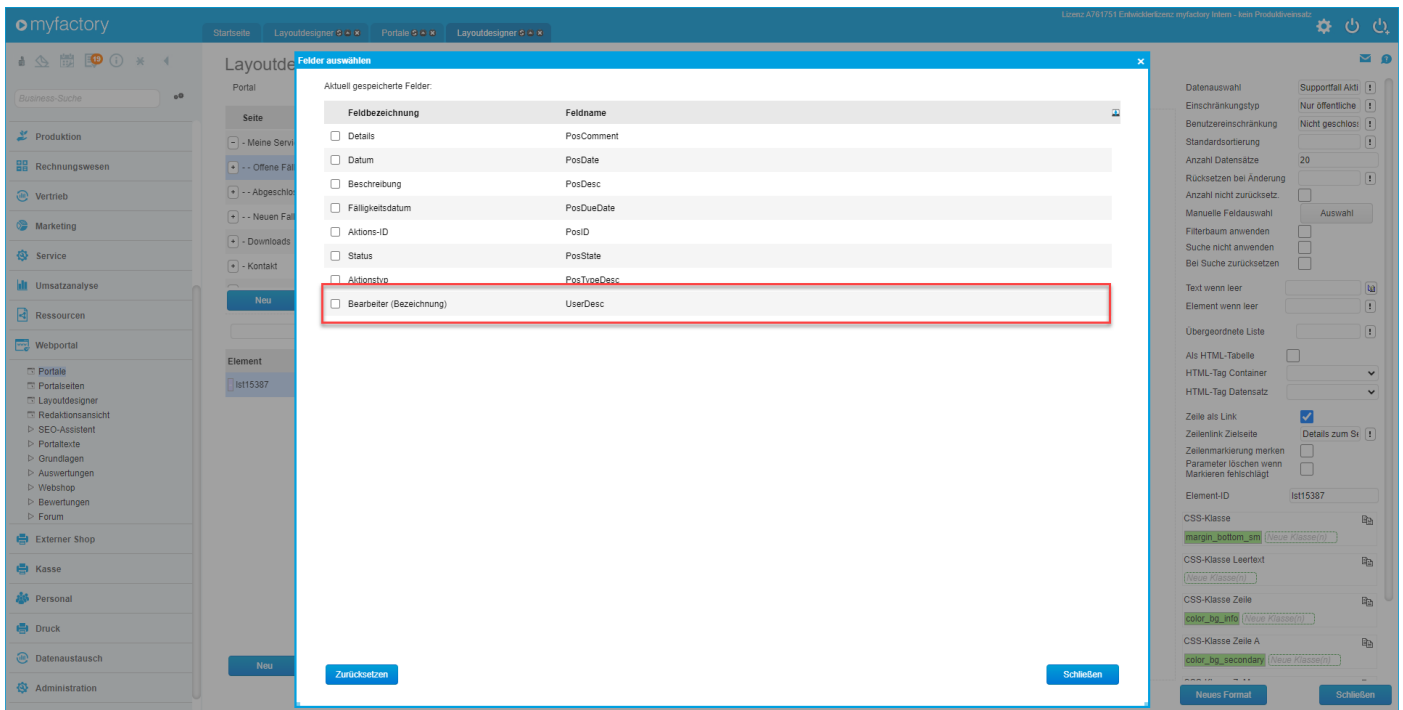 Lizenz A761751 Entwicklerlizenz myfactory Intern - kein Produktiveinsatz
myfactory
Startseite
Layoutdesigner S
Portale S
Layoutdesigner S
Business-Suche
Produktion
Rechnungswesen
Vertrieb
Marketing
Service
Umsatzanalyse
Ressourcen
Webportal
Portale
Portalseiten
Layoutdesigner
Redaktionsansicht
SEO-Assistent
Portaltexte
Grundlagen
Auswertungen
Webshop
Bewertungen
Forum
Externer Shop
Kasse
Personal
Druck
Datenaustausch
Administration
Layoutde
Portal
Seite
- Meine Servi
- - Offene Fäl
- - Abgeschlos
- - Neuen Fall
- Downloads
- Kontakt
Neu
Element
lst15387
Neu
Felder auswählen
Aktuell gespeicherte Felder:
Feldbezeichnung Feldname
Details PosComment
Datum PosDate
Beschreibung PosDesc
Fälligkeitsdatum PosDueDate
Aktions-ID PosID
Status PosState
Aktionstyp PosTypeDesc
Bearbeiter (Bezeichnung) UserDesc
Zurücksetzen
Schließen
Datenauswahl Supportfall Akti
Einschränkungstyp Nur öffentliche
Benutzereinschränkung Nicht geschloss
Standardsortierung
Anzahl Datensätze 20
Rücksetzen bei Änderung
Anzahl nicht zurücksetz.
Manuelle Feldauswahl Auswahl
Filterbaum anwenden
Suche nicht anwenden
Bei Suche zurücksetzen
Text wenn leer
Element wenn leer
Übergeordnete Liste
Als HTML-Tabelle
HTML-Tag Container
HTML-Tag Datensatz
Zeile als Link
Zeilenlink Zielseite Details zum Se
Zeilenmarkierung merken
Parameter löschen wenn
Markieren fehlschlägt
Element-ID lst15387
CSS-Klasse
margin_bottom_sm Neue Klasse(n)
CSS-Klasse Leertext
Neue Klasse(n)
CSS-Klasse Zeile
color_bg_info Neue Klasse(n)
CSS-Klasse Zeile A
color_bg_secondary Neue Klasse(n)
Neues Format
Schließen